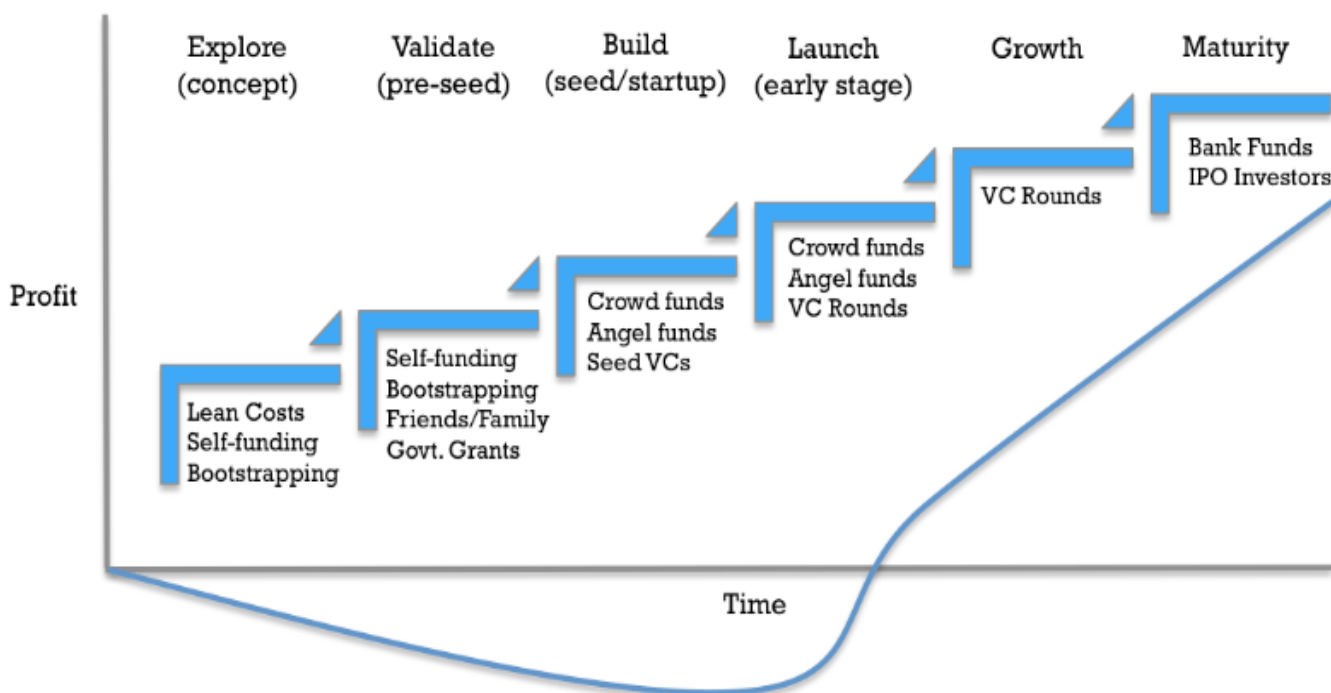 Explore
(concept)
Validate
(pre-seed)
Build
(seed/startup)
Launch
(early stage)
Growth
Maturity
Profit
Lean Costs
Self-funding
Bootstrapping
Self-funding
Bootstrapping
Friends/Family
Govt. Grants
Crowd funds
Angel funds
Seed VCs
Crowd funds
Angel funds
VC Rounds
VC Rounds
Bank Funds
IPO Investors
Time